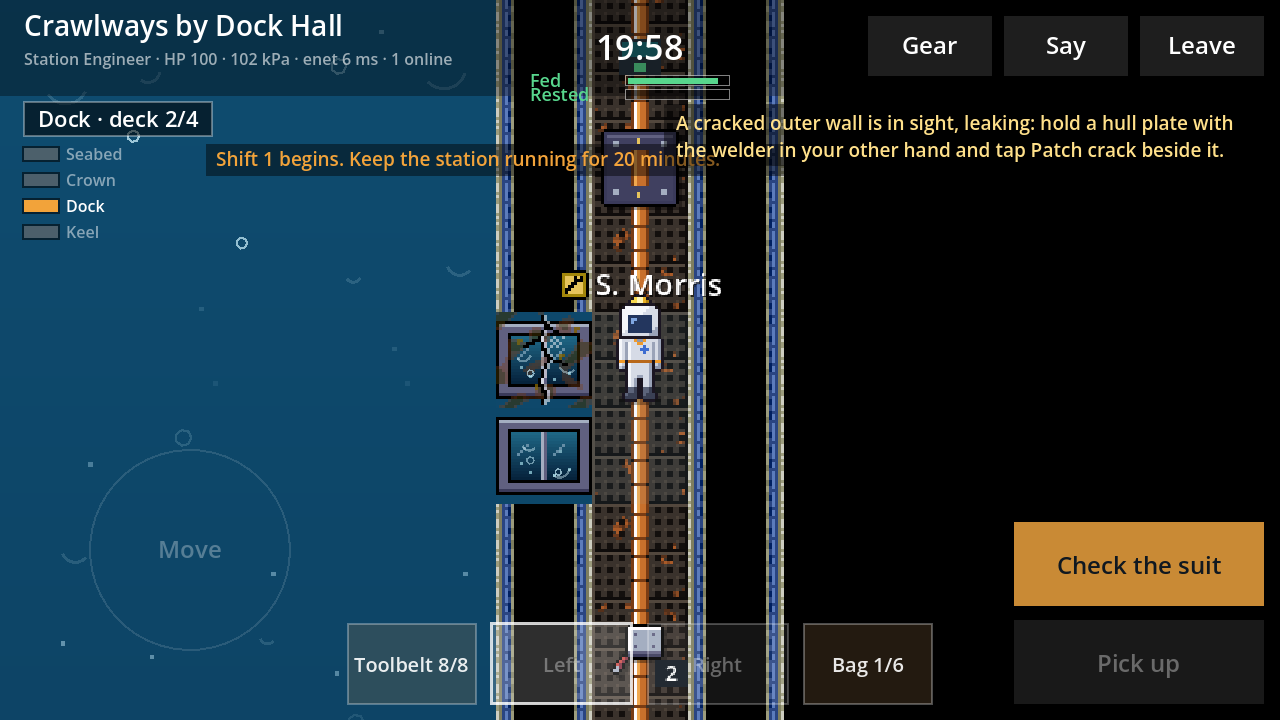 Crawlways by Dock Hall
Station Engineer · HP 100 · 102 kPa · enet 6 ms · 1 online
19:58
Gear
Say
Leave
Fed
Rested
Dock · deck 2/4
Seabed
Crown
Dock
Keel
Shift 1 begins. Keep the station running for 20 minutes.
A cracked outer wall is in sight, leaking: hold a hull plate with
the welder in your other hand and tap Patch crack beside it.
S. Morris
Move
Check the suit
Toolbelt 8/8
Left
2
Right
Bag 1/6
Pick up